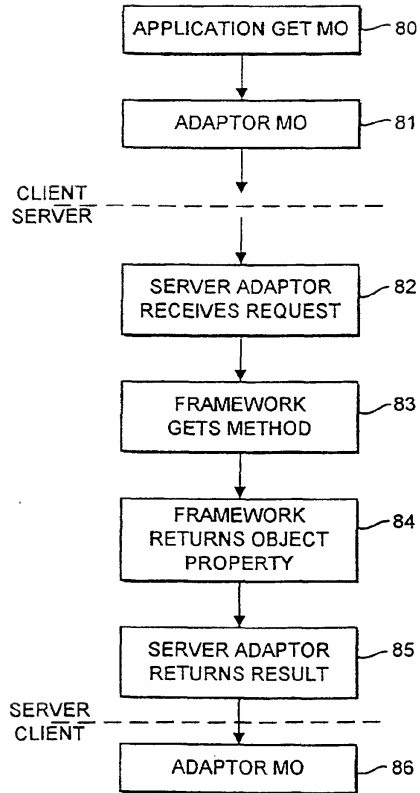 APPLICATION GET MO
80
ADAPTOR MO
81
CLIENT
SERVER
SERVER ADAPTOR
RECEIVES REQUEST
82
FRAMEWORK
GETS METHOD
83
FRAMEWORK
RETURNS OBJECT
PROPERTY
84
SERVER ADAPTOR
RETURNS RESULT
85
SERVER
CLIENT
ADAPTOR MO
86